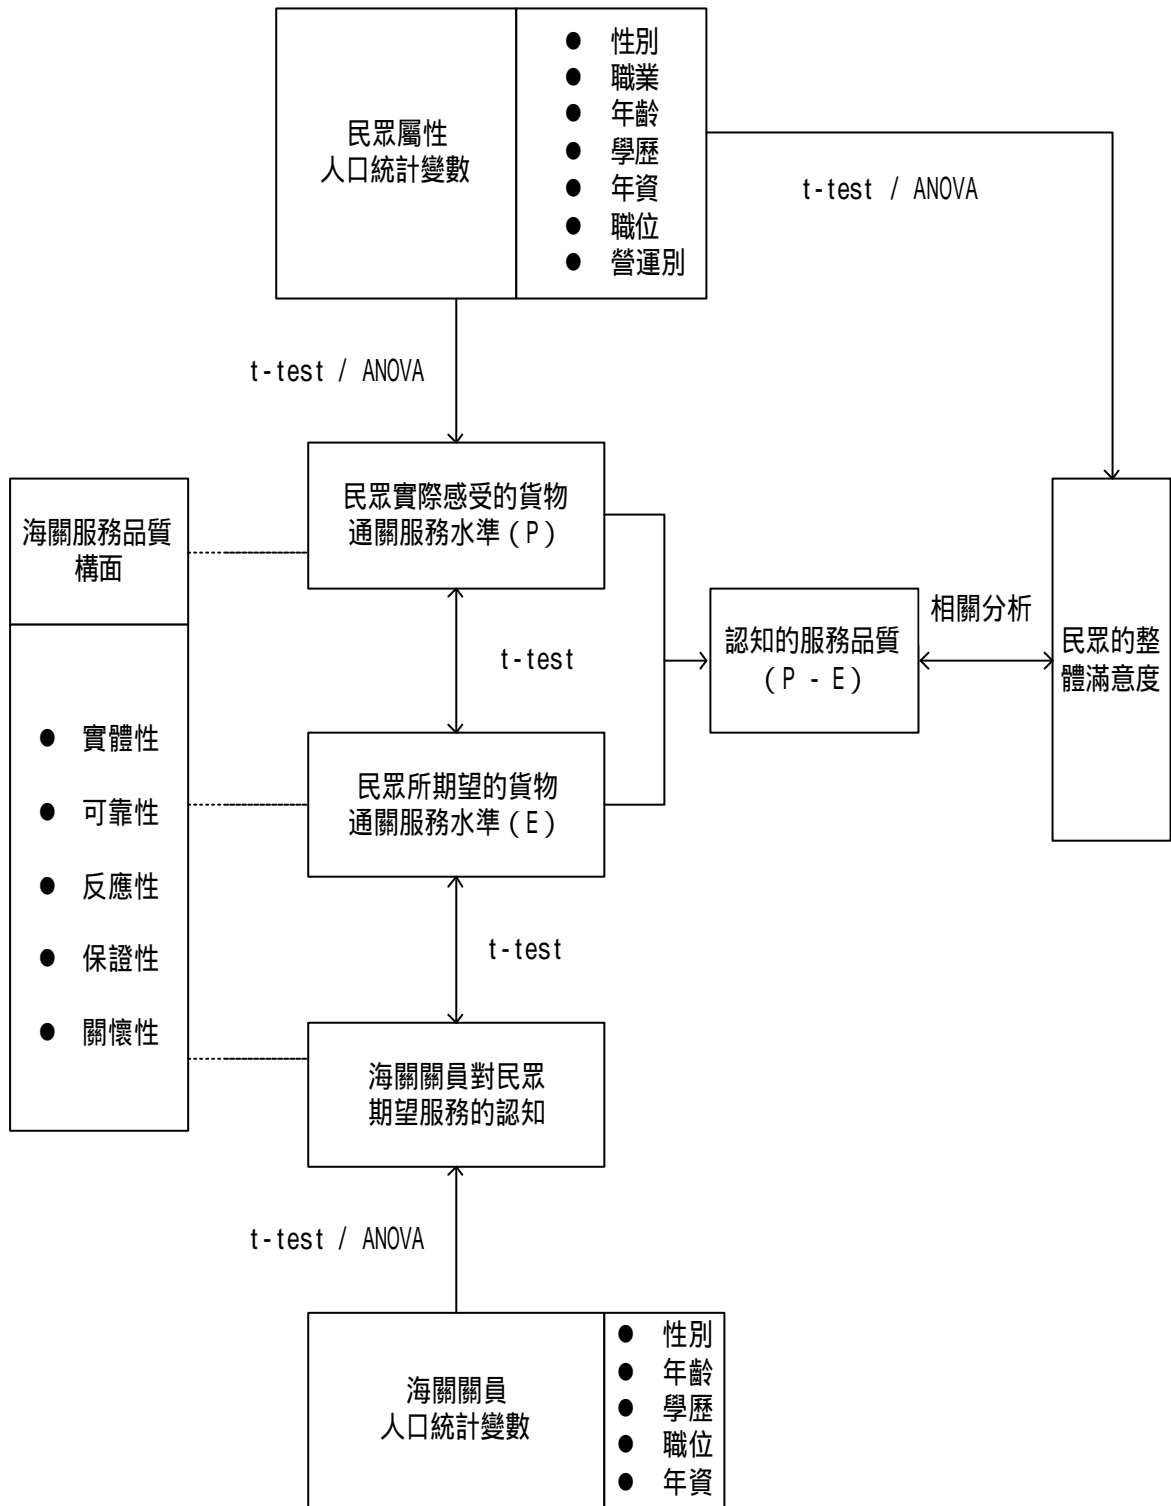 民眾屬性
人口統計變數
● 性別
● 職業
● 年齡
● 學歷
● 年資
● 職位
● 營運別
t-test / ANOVA
t-test / ANOVA
民眾實際感受的貨物
通關服務水準（P）
海關服務品質
構面
● 實體性
● 可靠性
● 反應性
● 保證性
● 關懷性
t-test
認知的服務品質
（P - E）
相關分析
民眾的整
體滿意度
民眾所期望的貨物
通關服務水準（E）
t-test
海關關員對民眾
期望服務的認知
t-test / ANOVA
海關關員
人口統計變數
● 性別
● 年齡
● 學歷
● 職位
● 年資